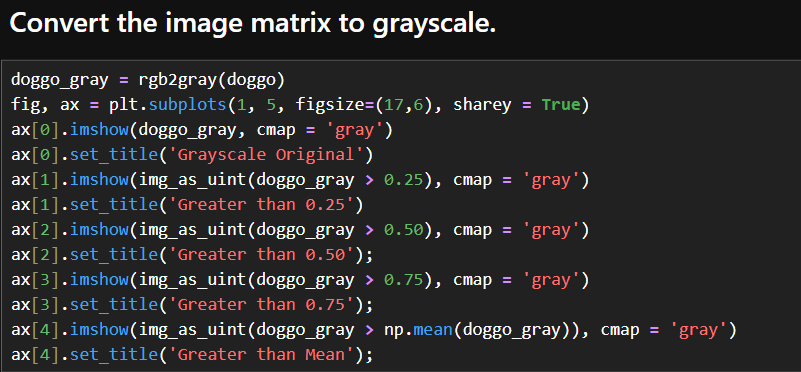 Convert the image matrix to grayscale.
doggo_gray = rgb2gray(doggo)
fig, ax = plt.subplots(1, 5, figsize=(17,6), sharey = True)
ax[0].imshow(doggo_gray, cmap = 'gray')
ax[0].set_title('Grayscale Original')
ax[1].imshow(img_as_uint(doggo_gray > 0.25), cmap = 'gray')
ax[1].set_title('Greater than 0.25')
ax[2].imshow(img_as_uint(doggo_gray > 0.50), cmap = 'gray')
ax[2].set_title('Greater than 0.50');
ax[3].imshow(img_as_uint(doggo_gray > 0.75), cmap = 'gray')
ax[3].set_title('Greater than 0.75');
ax[4].imshow(img_as_uint(doggo_gray > np.mean(doggo_gray)), cmap = 'gray')
ax[4].set_title('Greater than Mean');